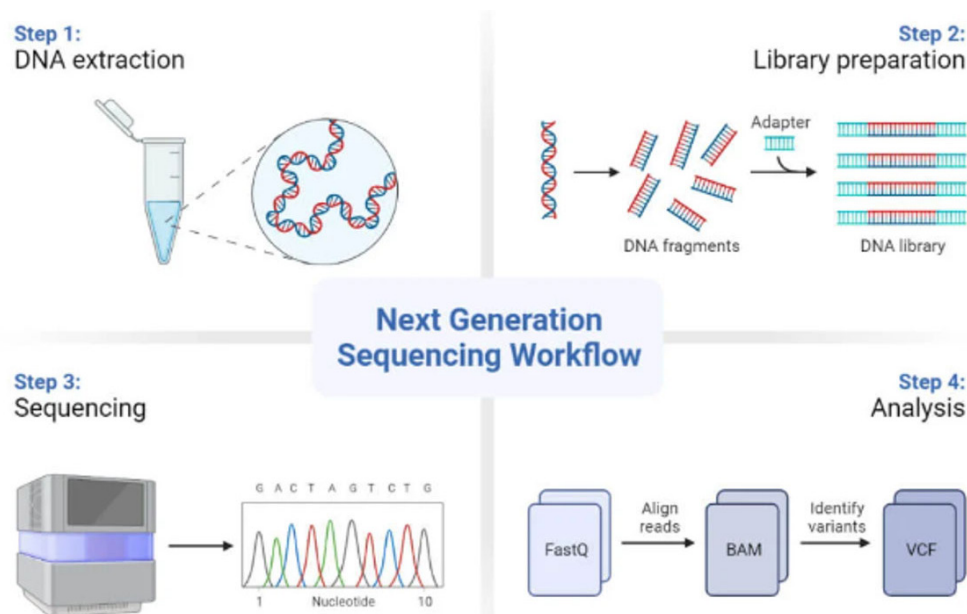 Step 1:
DNA extraction
Step 2:
Library preparation
Adapter
DNA fragments
DNA library
Next Generation
Sequencing Workflow
Step 3:
Sequencing
G A C T A G T C T G
1 Nucleotide 10
Step 4:
Analysis
FastQ
Align
reads
BAM
Identify
variants
VCF